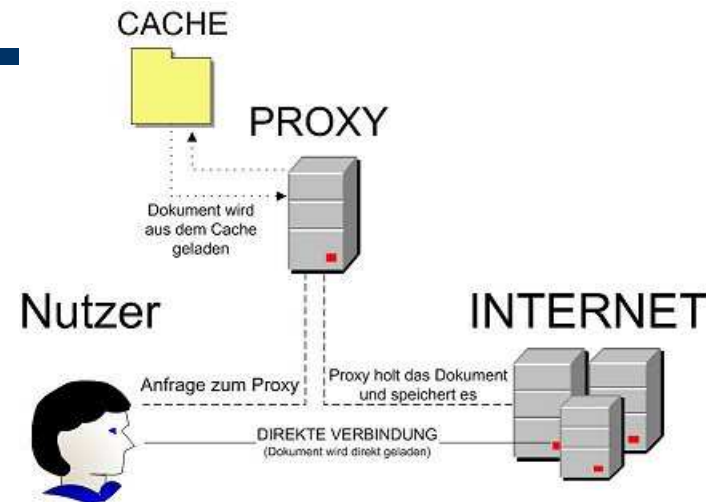 CACHE
PROXY
Dokument wird
aus dem Cache
geladen
Nutzer
INTERNET
Anfrage zum Proxy
Proxy holt das Dokument
und speichert es
DIREKTE VERBINDUNG
(Dokument wird direkt geladen)